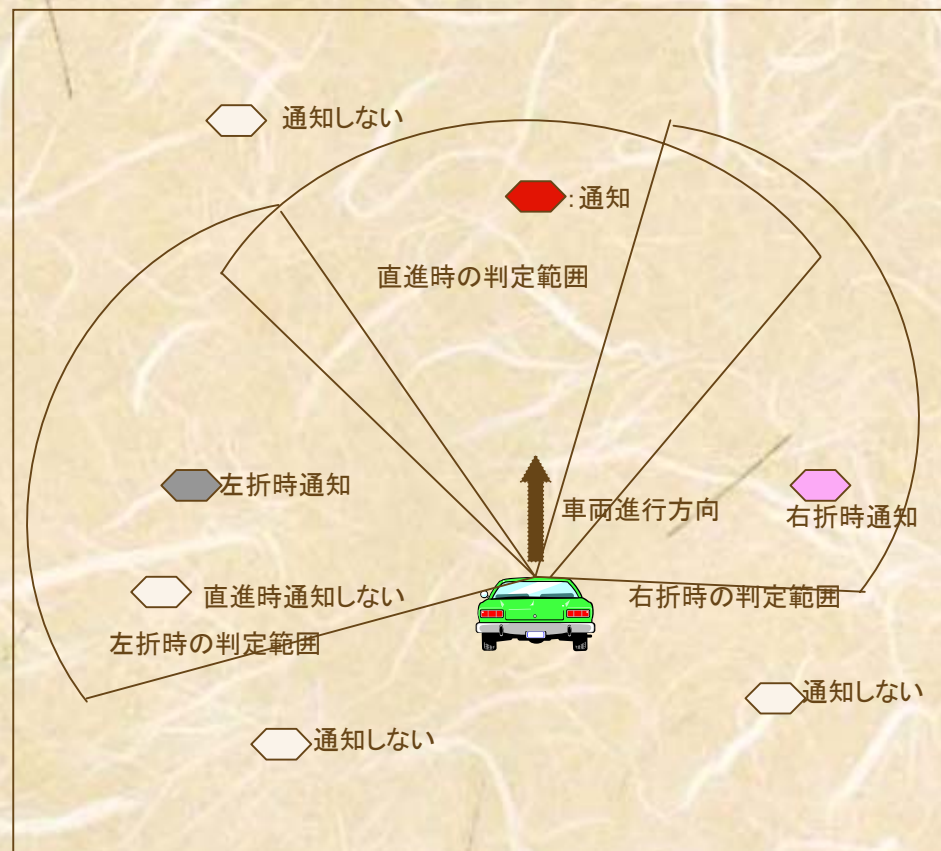 通知しない
:通知
直進時の判定範囲
左折時通知
車両進行方向
右折時通知
直進時通知しない
右折時の判定範囲
左折時の判定範囲
通知しない
通知しない